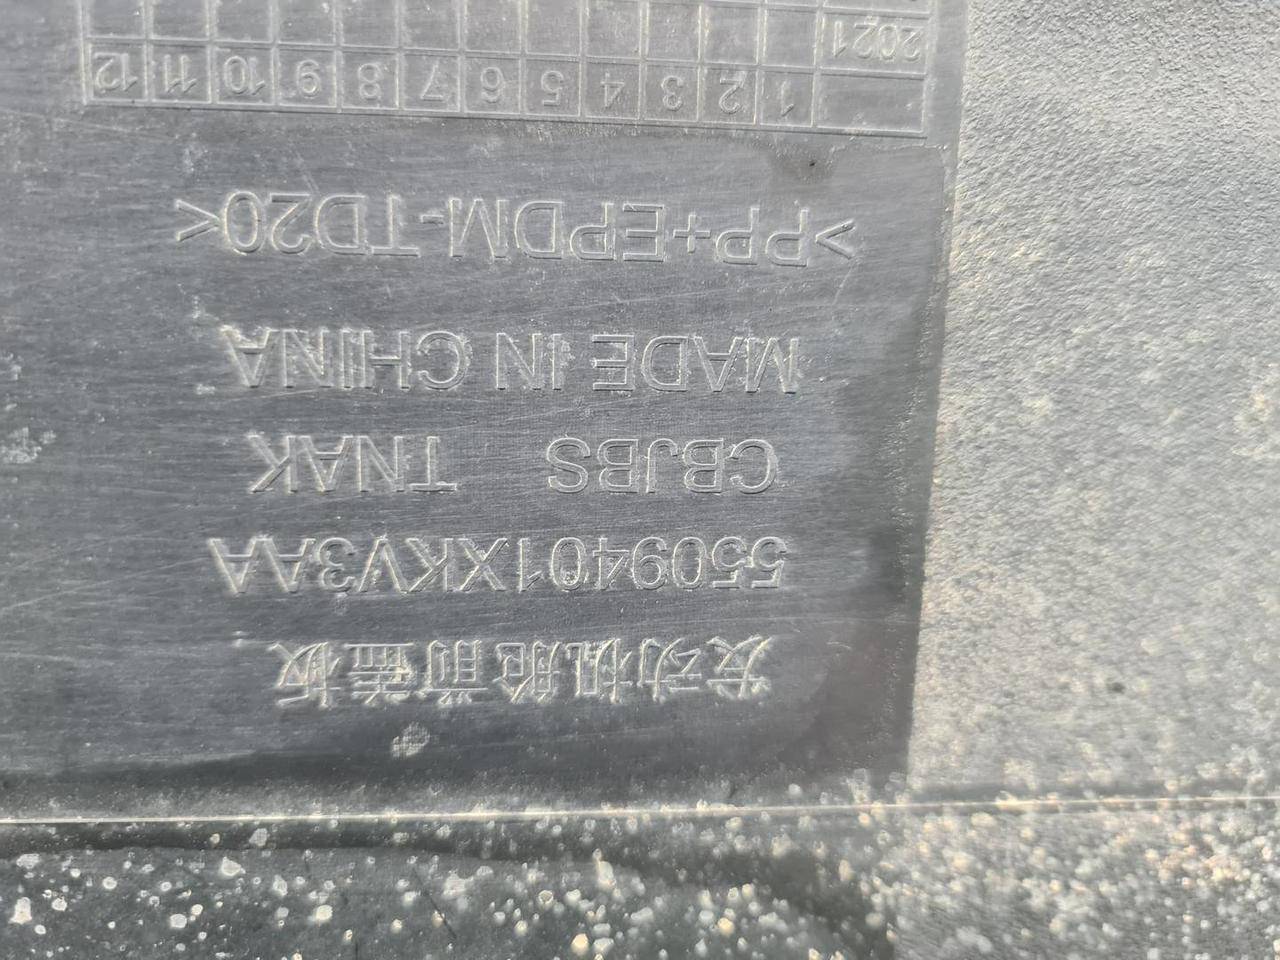 发动机舱前盖板
5509401XKV3AA
CBJBS TNAK
MADE IN CHINA
>PP+EPDM-TD20<
1 2 3 4 5 6 7 8 9 10 11 12
2021